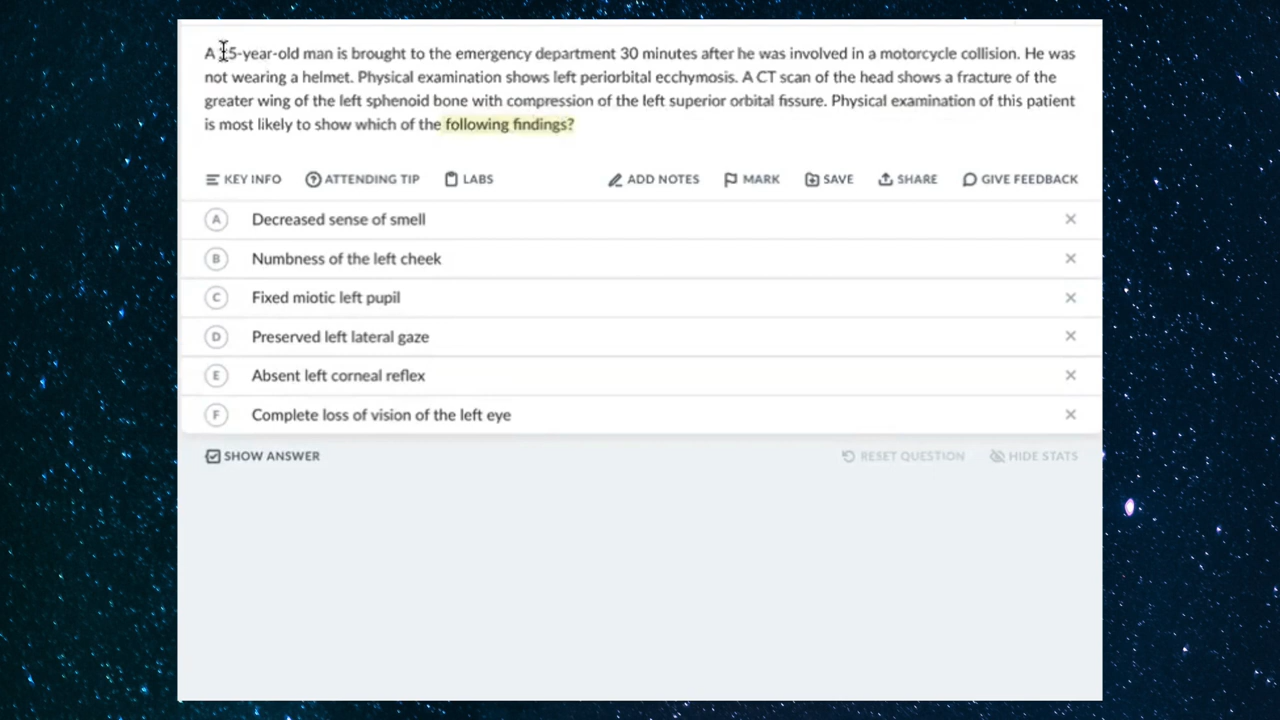 A 5-year-old man is brought to the emergency department 30 minutes after he was involved in a motorcycle collision. He was
not wearing a helmet. Physical examination shows left periorbital ecchymosis. A CT scan of the head shows a fracture of the
greater wing of the left sphenoid bone with compression of the left superior orbital fissure. Physical examination of this patient
is most likely to show which of the following findings?
KEY INFO ATTENDING TIP LABS ADD NOTES MARK SAVE SHARE GIVE FEEDBACK
A Decreased sense of smell
B Numbness of the left cheek
C Fixed miotic left pupil
D Preserved left lateral gaze
E Absent left corneal reflex
F Complete loss of vision of the left eye
SHOW ANSWER RESET QUESTION HIDE STATS